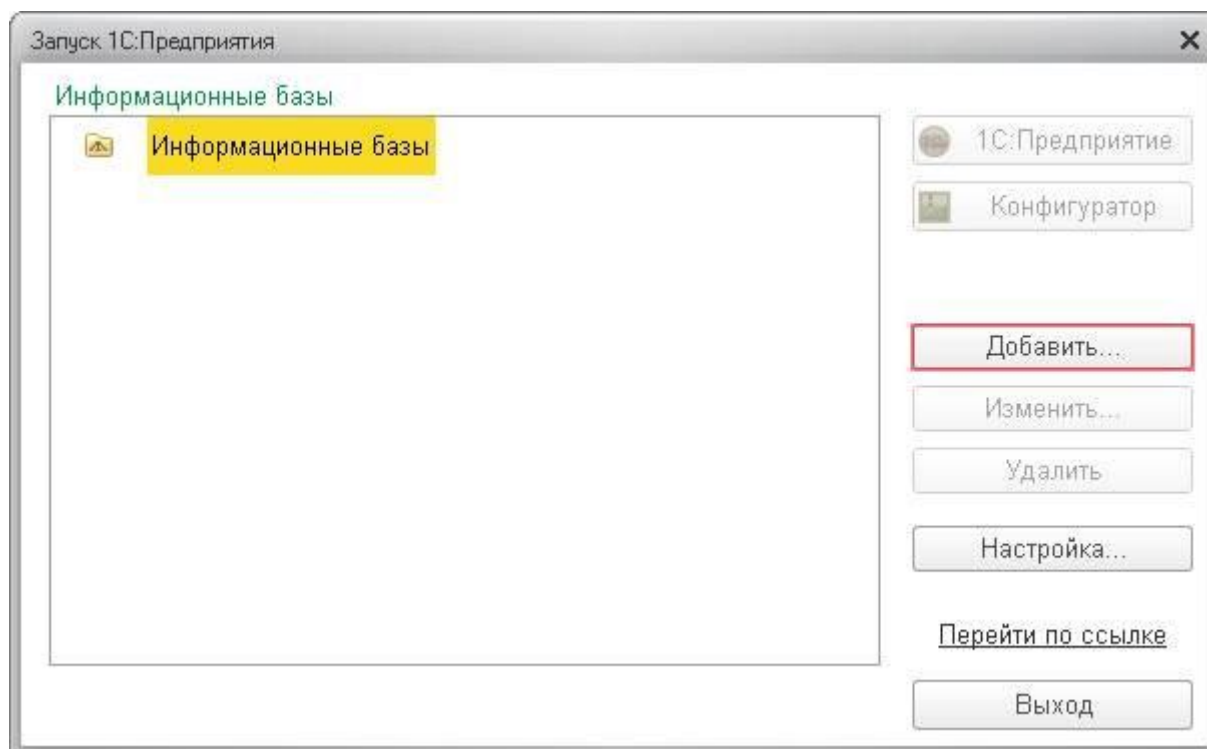 Запуск 1С:Предприятия
Информационные базы
Информационные базы
1С:Предприятие
Конфигуратор
Добавить...
Изменить...
Удалить
Настройка...
Перейти по ссылке
Выход